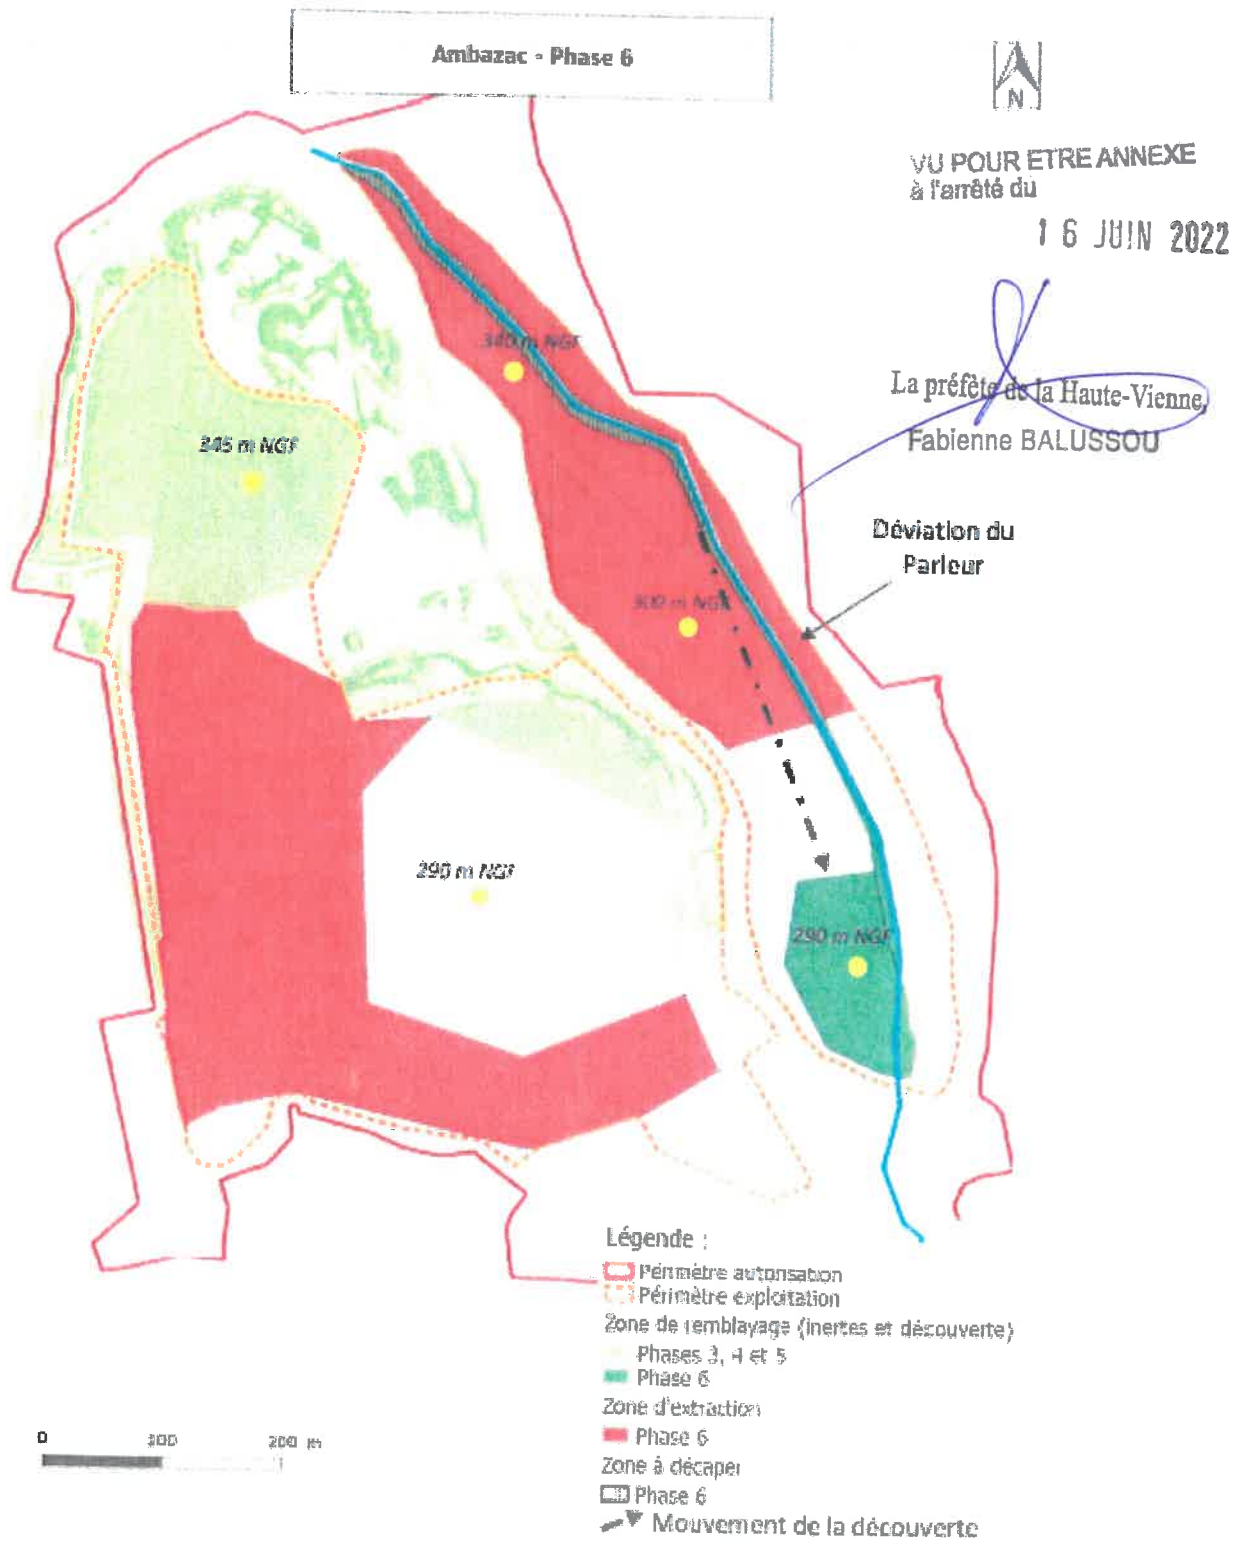 Ambazac - Phase 6
N
VU POUR ETRE ANNEXE
à l'arrêté du
16 JUIN 2022
La préfète de la Haute-Vienne,
Fabienne BALUSSOU
340 m NGF
345 m NGF
Déviation du
Parleur
300 m NGF
290 m NGF
290 m NGF
Légende :
Périmètre autorisation
Périmètre exploitation
Zone de remblayage (inertes et découverte)
Phases 3, 4 et 5
Phase 6
Zone d'extraction
Phase 6
Zone à décaper
Phase 6
Mouvement de la découverte
0 100 200 m